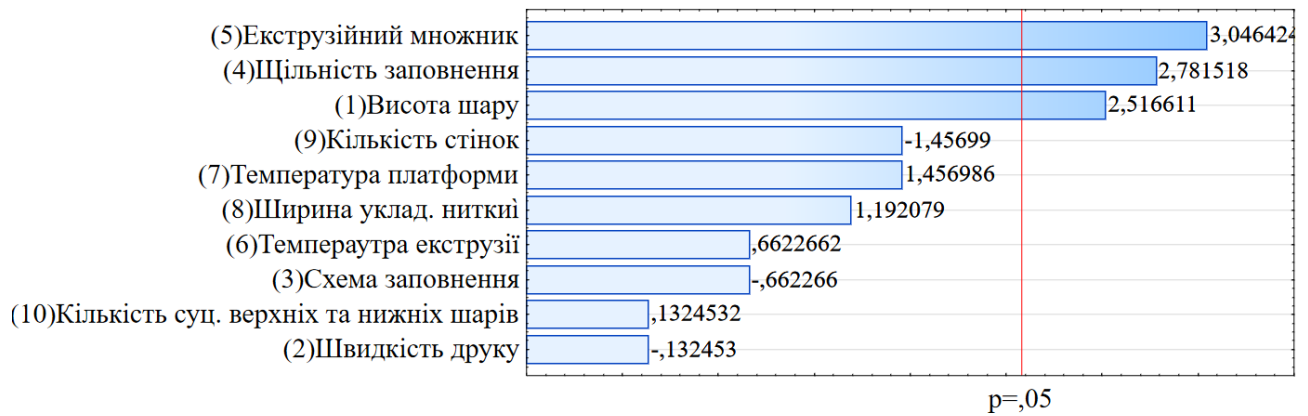 (5)Екструзійний множник 3,046424
(4)Щільність заповнення 2,781518
(1)Висота шару 2,516611
(9)Кількість стінок -1,45699
(7)Температура платформи 1,456986
(8)Ширина уклад. ниткиì 1,192079
(6)Темпераутра екструзії ,6622662
(3)Схема заповнення -,662266
(10)Кількість суц. верхніх та нижніх шарів ,1324532
(2)Швидкість друку -,132453
p=,05